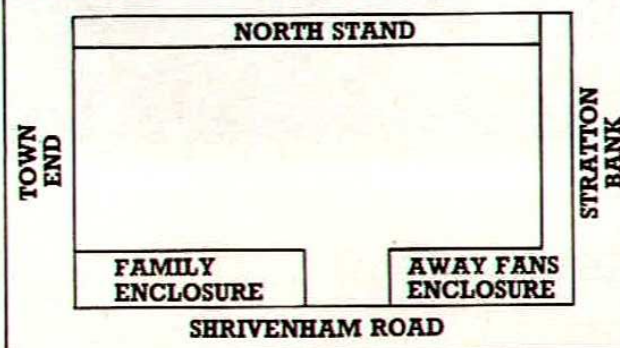 NORTH STAND
TOWN
END
STRATTON
BANK
FAMILY
ENCLOSURE
AWAY FANS
ENCLOSURE
SHRIVENHAM ROAD